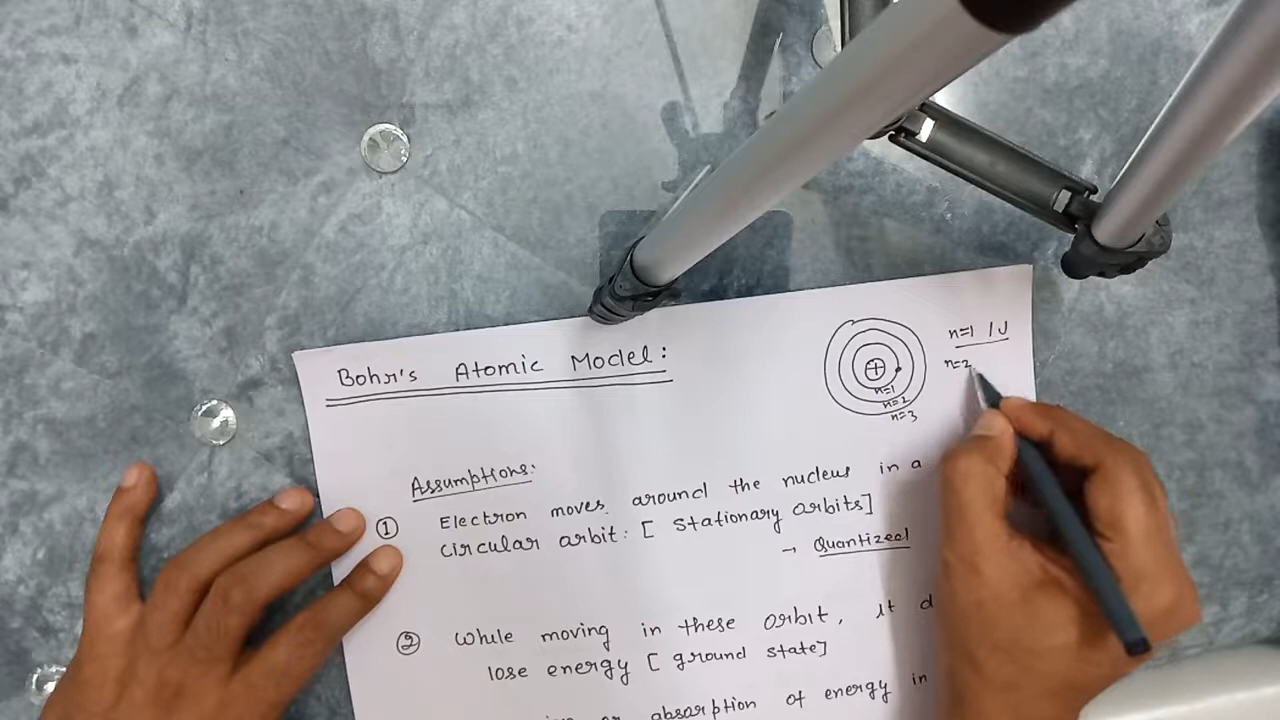 Bohr's Atomic Model:
n=1 1J
n=2
n=1
n=2
n=3
Assumptions:
① Electron moves around the nucleus in a
circular orbit: [ Stationary orbits]
→ Quantized
② While moving in these orbit, it d
lose energy [ ground state]
or absorption of energy in